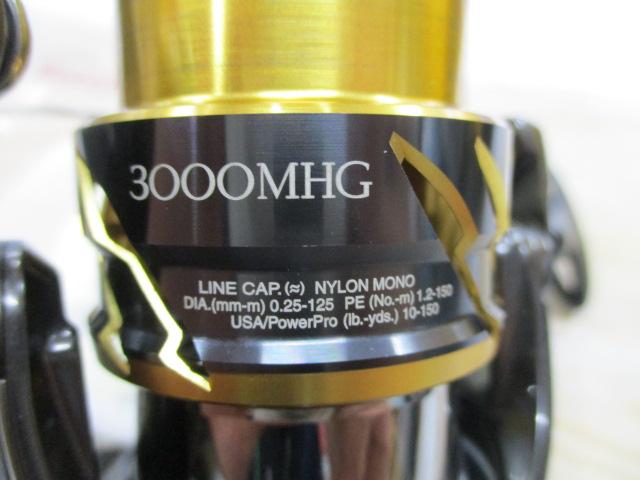 3000MHG
LINE CAP.(≈) NYLON MONO
DIA.(mm-m) 0.25-125 PE (No.-m) 1.2-150
USA/PowerPro (lb.-yds.) 10-150